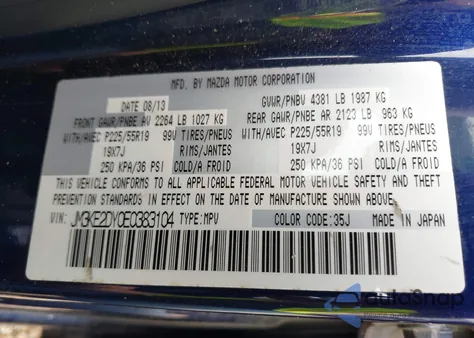 MFD. BY MAZDA MOTOR CORPORATION
DATE 08/13 GVWR/PNBV 4381 LB 1987 KG
FRONT GAWR/PNBE AV 2264 LB 1027 KG REAR GAWR/PNBE AR 2123 LB 963 KG
WITH/AVEC P225/55R19 99V TIRES/PNEUS WITH/AVEC P225/55R19 99V TIRES/PNEUS
19X7J RIMS/JANTES 19X7J RIMS/JANTES
250 KPA/36 PSI COLD/A FROID 250 KPA/36 PSI COLD/A FROID
THIS VEHICLE CONFORMS TO ALL APPLICABLE FEDERAL MOTOR VEHICLE SAFETY, BUMPER, AND THEFT
PREVENTION STANDARDS IN EFFECT ON THE DATE OF MANUFACTURE SHOWN ABOVE.
VIN: JM3KE2DY0E0383104 TYPE: MPV COLOR CODE: 35J MADE IN JAPAN
AutoSnap